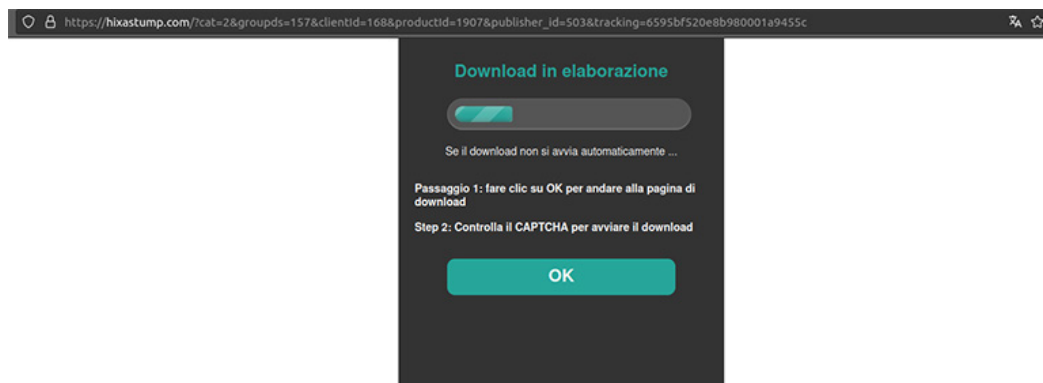 https://hixastump.com/?cat=2&groupds=157&clientId=168&productId=1907&publisher_id=503&tracking=6595bf520e8b980001a9455c
Download in elaborazione
Se il download non si avvia automaticamente ...
Passaggio 1: fare clic su OK per andare alla pagina di
download
Step 2: Controlla il CAPTCHA per avviare il download
OK